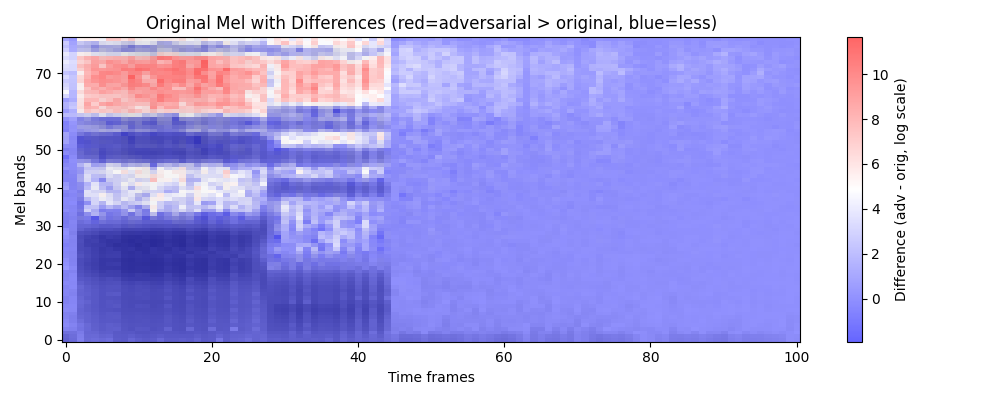 Original Mel with Differences (red=adversarial > original, blue=less)
Mel bands
70
60
50
40
30
20
10
0
0 20 40 60 80 100
Time frames
10
8
6
4
2
0
Difference (adv - orig, log scale)